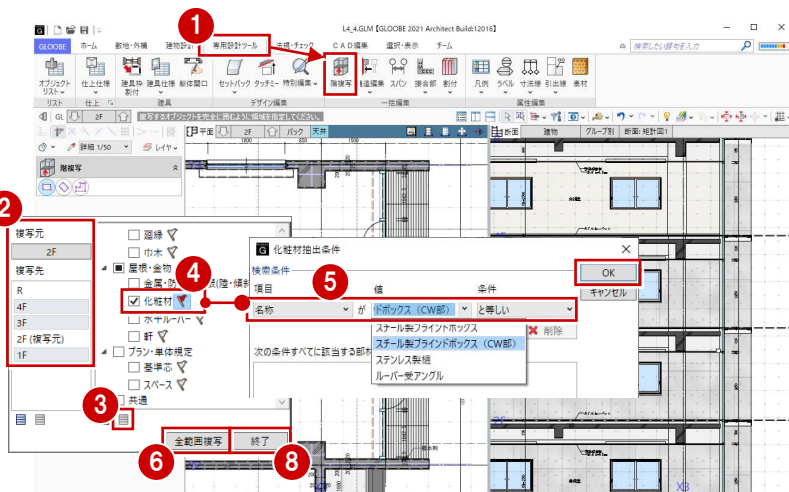 1
L4_4.GLM【GLOOBE 2021 Architect Build:12016】
GLOOBE ホーム 敷地・外構 建物設計 専用設計ツール 法規・チェック CAD編集 選択・表示 チーム 検索したい語句を入力
オブジェクトリスト 仕上仕様 建具枠割付 建具仕様 躯体開口 セットバック タッチミー 特別編集 階複写 スパン 接合部 割付 凡例 ラベル 寸法線 引出線 素材
リスト 仕上 建具 デザイン編集 一括編集 属性編集
GL 2F 複写するオブジェクトを完全に囲むように領域を指定してください。
平面 2F バック 天井 断面 建物 グループ別 断面: 矩計図1
詳細 1/50 レイヤ
1800 850 1500
階複写
2
複写元
2F
複写先
R
4F
3F
2F (複写元)
1F
廻縁
巾木
屋根・金物
4
化粧材
水平ルーバー
軒
プラン・単体規定
基準芯
スペース
共通
3
G 化粧材抽出条件
検索条件
5
項目 値 条件
名称 が ドボックス（CW部） と等しい
OK
キャンセル
スチール製ブラインドボックス
スチール製ブラインドボックス（CW部）
ステンレス製樋
ルーバー受アングル
削除
次の条件すべてに該当する部材
全範囲複写 終了
6 8
X3